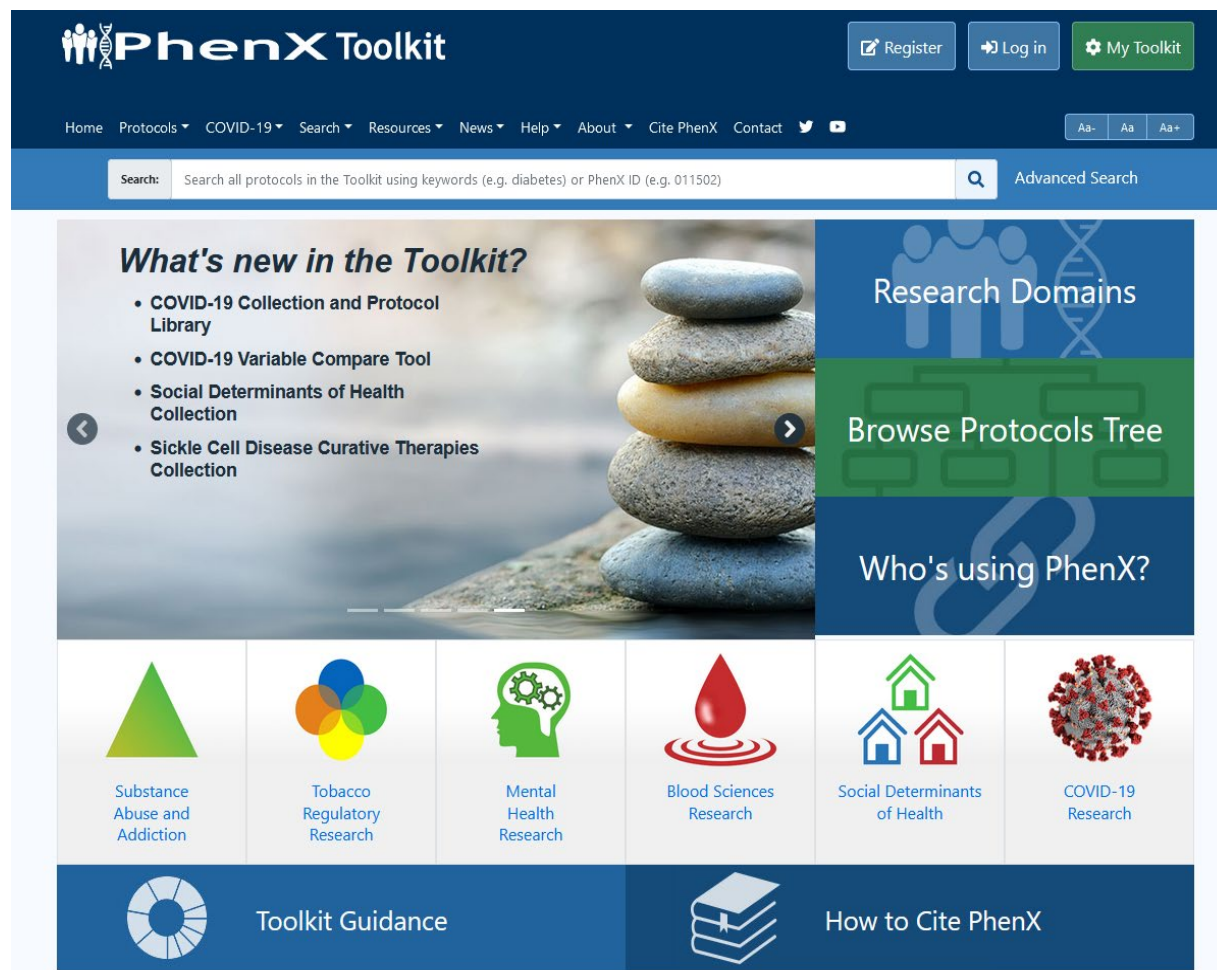 PhenX Toolkit
Register
Log in
My Toolkit
Home Protocols COVID-19 Search Resources News Help About Cite PhenX Contact
Aa- Aa Aa+
Search: Search all protocols in the Toolkit using keywords (e.g. diabetes) or PhenX ID (e.g. 011502)
Advanced Search
What's new in the Toolkit?
• COVID-19 Collection and Protocol
Library
• COVID-19 Variable Compare Tool
• Social Determinants of Health
Collection
• Sickle Cell Disease Curative Therapies
Collection
Research Domains
Browse Protocols Tree
Who's using PhenX?
Substance
Abuse and
Addiction
Tobacco
Regulatory
Research
Mental
Health
Research
Blood Sciences
Research
Social Determinants
of Health
COVID-19
Research
Toolkit Guidance
How to Cite PhenX